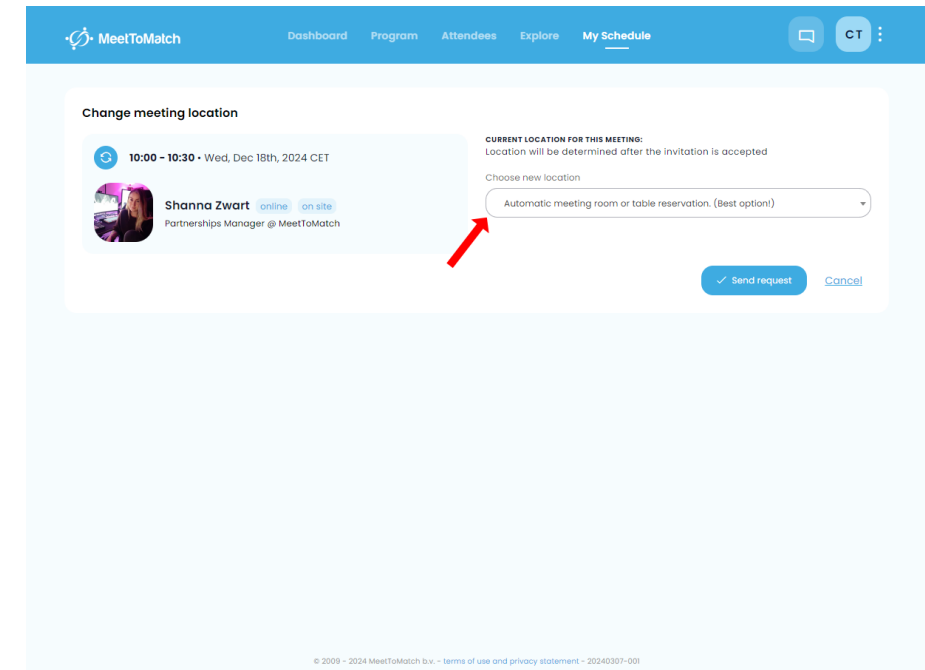 MeetToMatch
Dashboard Program Attendees Explore My Schedule
CT
Change meeting location
10:00 - 10:30 • Wed, Dec 18th, 2024 CET
Shanna Zwart online on site
Partnerships Manager @ MeetToMatch
CURRENT LOCATION FOR THIS MEETING:
Location will be determined after the invitation is accepted
Choose new location
Automatic meeting room or table reservation. (Best option!)
Send request Cancel
© 2009 - 2024 MeetToMatch b.v. - terms of use and privacy statement - 20240307-001